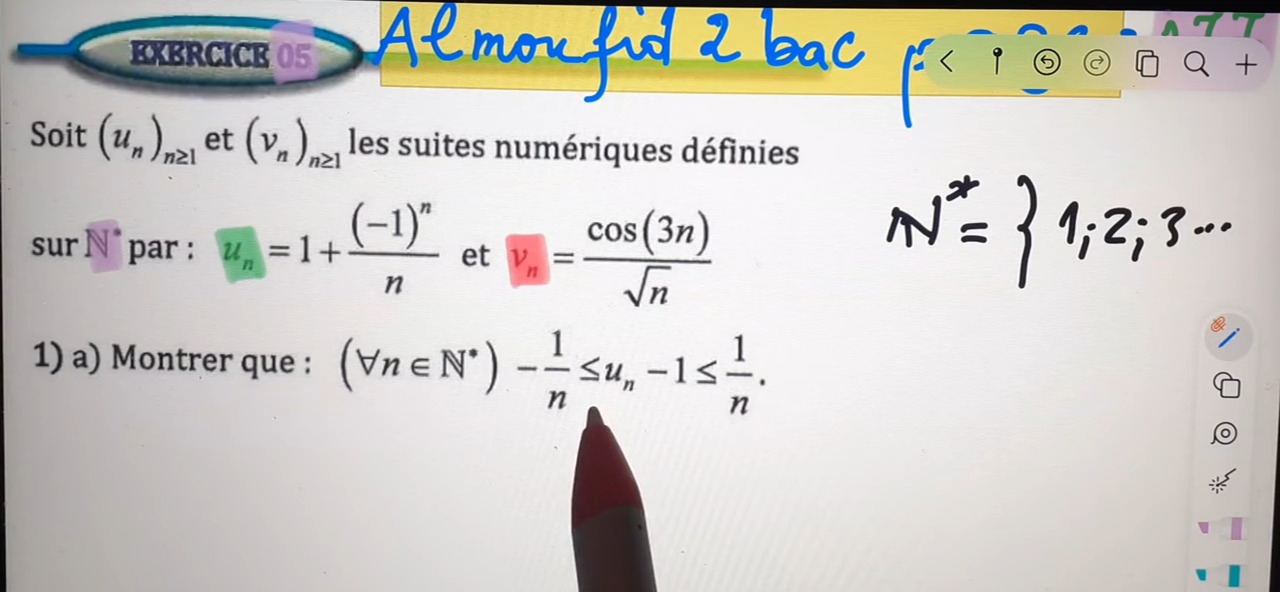 EXERCICE 05
Almoufid 2 bac
Soit (uₙ)ₙ≥₁ et (vₙ)ₙ≥₁ les suites numériques définies
sur ℕ* par : uₙ = 1 + (-1)ⁿ/n et vₙ = cos(3n)/√n
ℕ* = } 1; 2; 3 ...
1) a) Montrer que : (∀n ∈ ℕ*) -1/n ≤ uₙ - 1 ≤ 1/n.